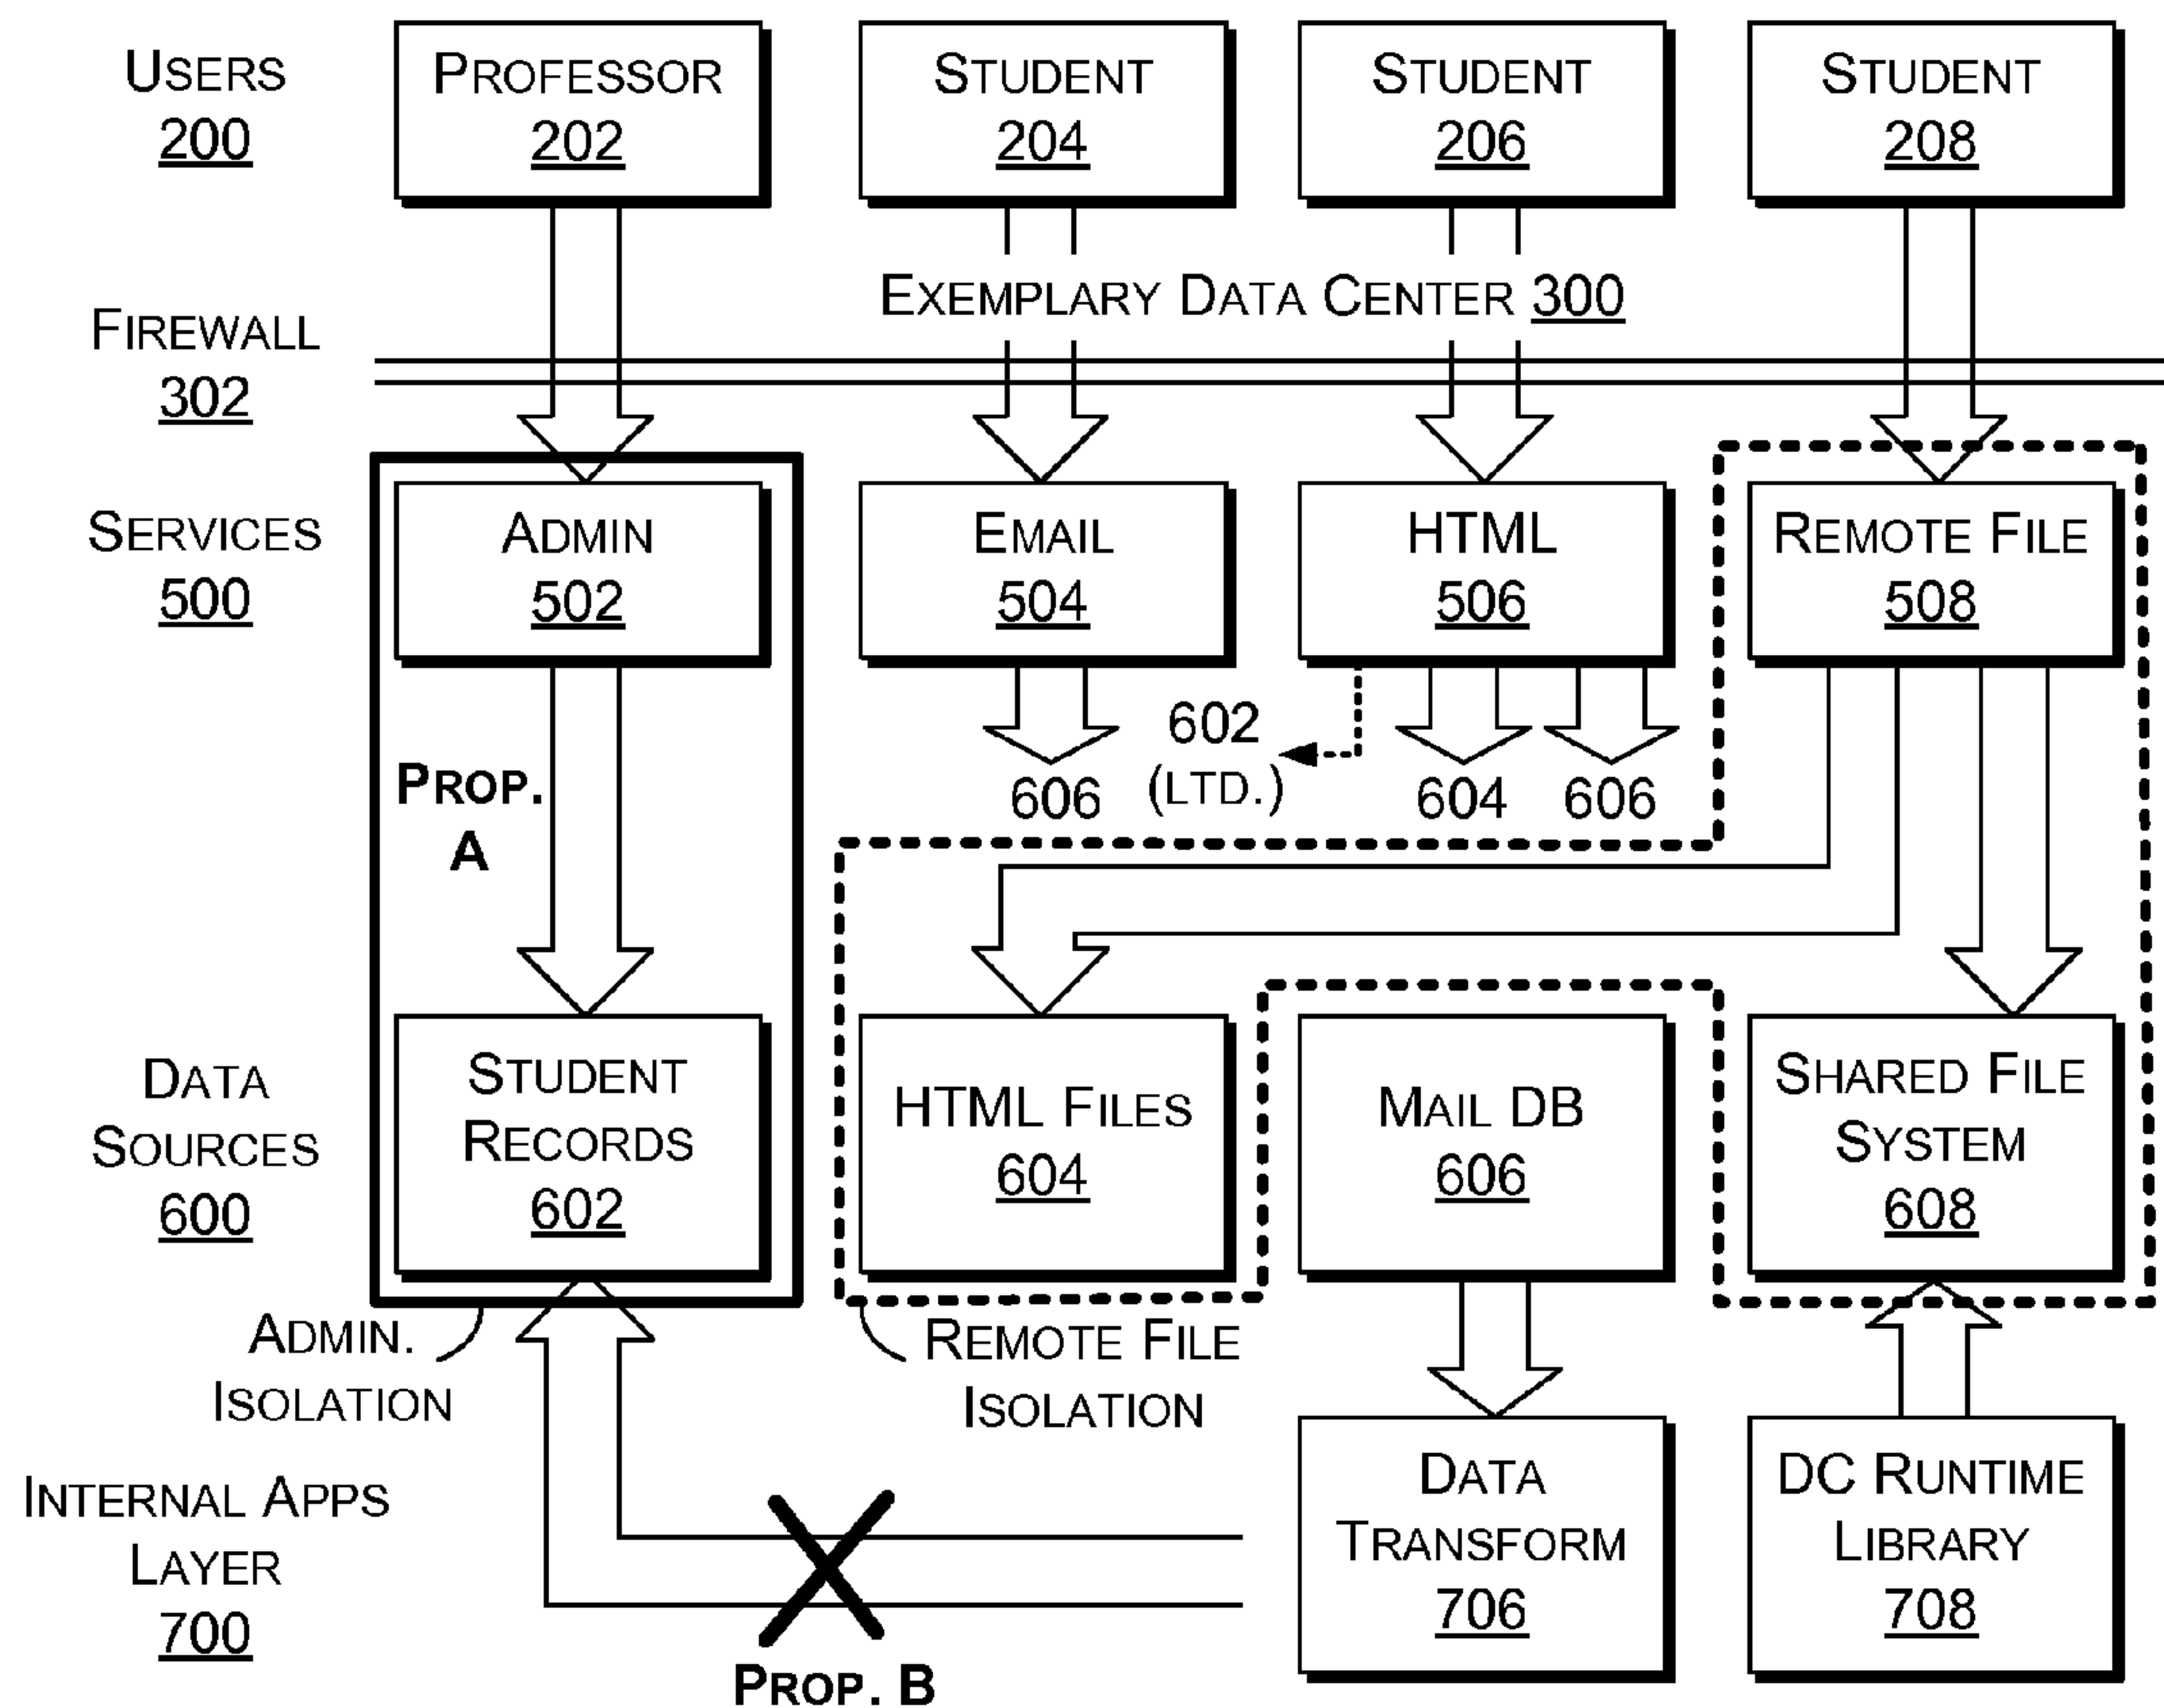 USERS
200
PROFESSOR
202
STUDENT
204
STUDENT
206
STUDENT
208
EXEMPLARY DATA CENTER 300
FIREWALL
302
SERVICES
500
ADMIN
502
EMAIL
504
HTML
506
REMOTE FILE
508
PROP.
A
606
602
(LTD.)
604
606
DATA
SOURCES
600
STUDENT
RECORDS
602
HTML FILES
604
MAIL DB
606
SHARED FILE
SYSTEM
608
ADMIN.
ISOLATION
REMOTE FILE
ISOLATION
INTERNAL APPS
LAYER
700
PROP. B
DATA
TRANSFORM
706
DC RUNTIME
LIBRARY
708